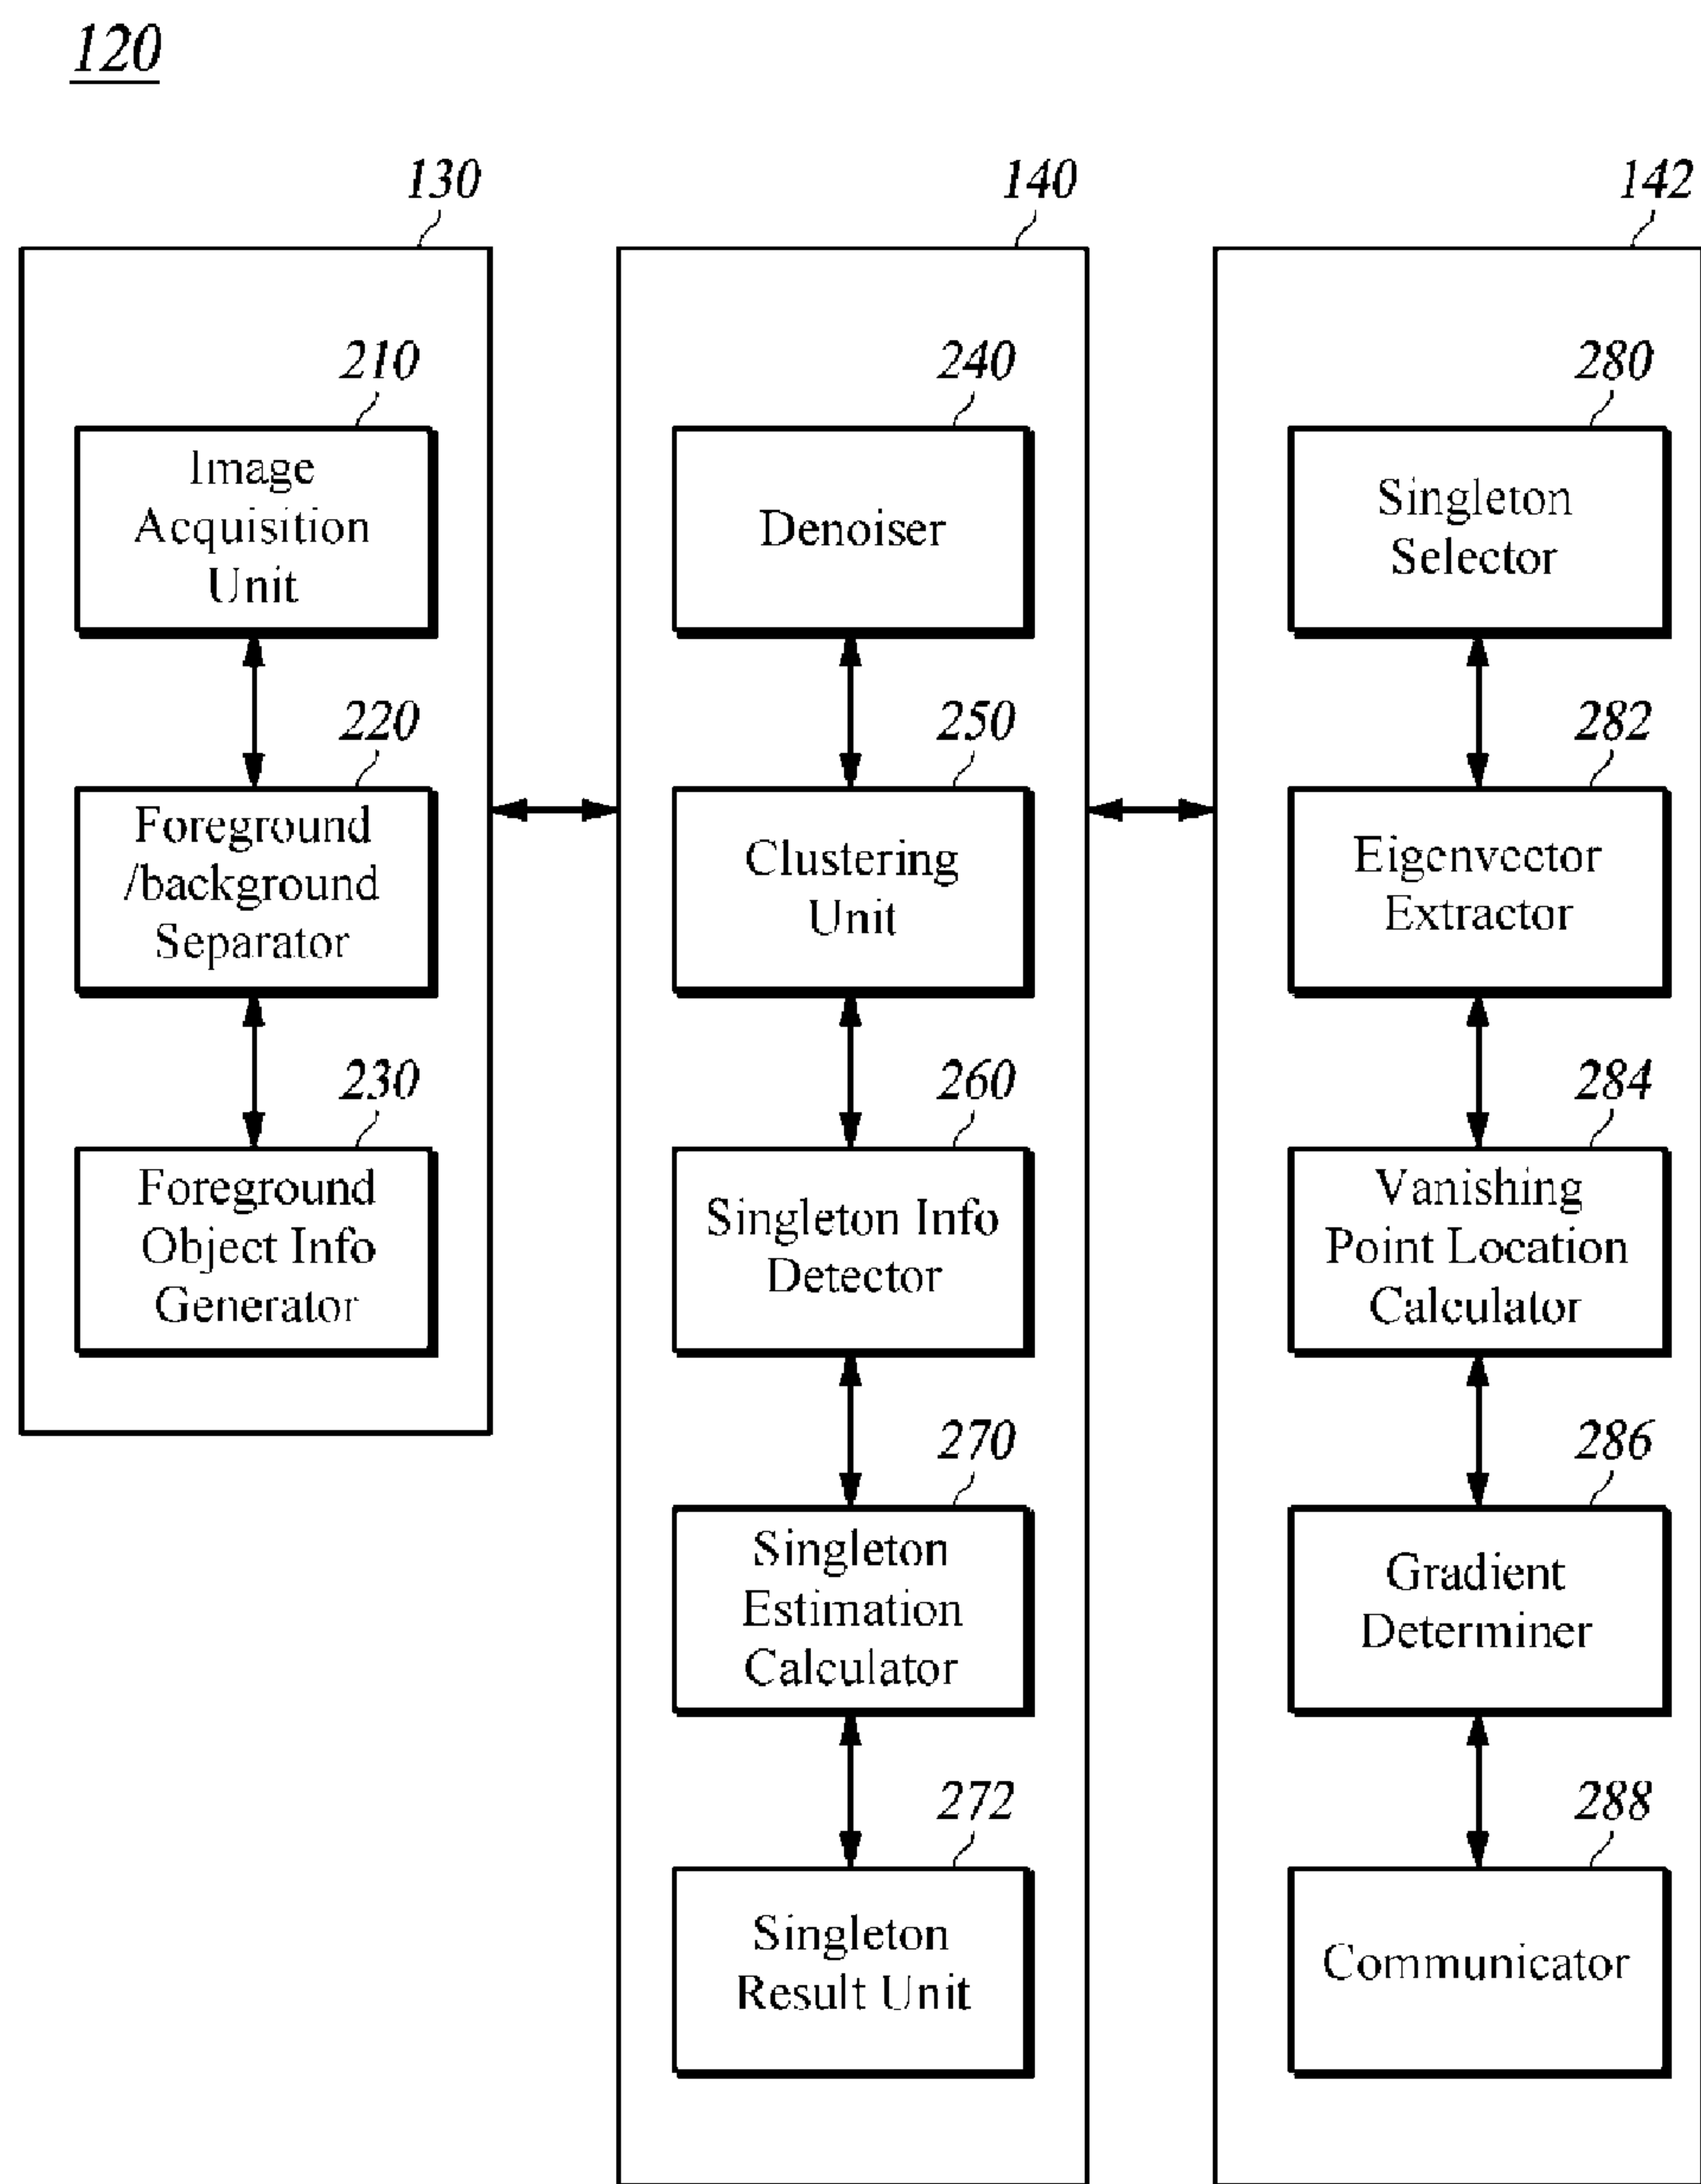 120
130
210
Image
Acquisition
Unit
220
Foreground
/background
Separator
230
Foreground
Object Info
Generator
140
240
Denoiser
250
Clustering
Unit
260
Singleton Info
Detector
270
Singleton
Estimation
Calculator
272
Singleton
Result Unit
142
280
Singleton
Selector
282
Eigenvector
Extractor
284
Vanishing
Point Location
Calculator
286
Gradient
Determiner
288
Communicator